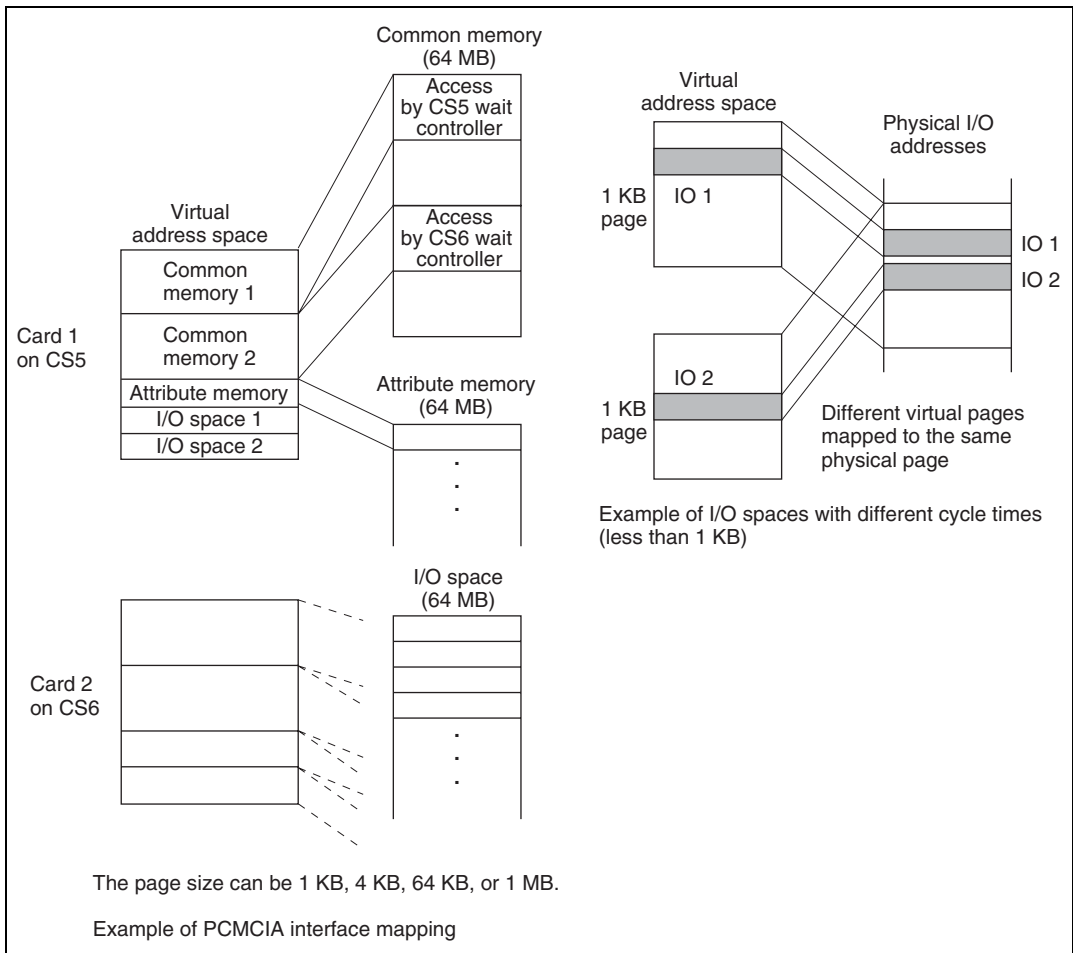 Common memory
(64 MB)
Access
by CS5 wait
controller
Access
by CS6 wait
controller
Virtual
address space
Common
memory 1
Common
memory 2
Attribute memory
I/O space 1
I/O space 2
Card 1
on CS5
Attribute memory
(64 MB)
.
.
.
I/O space
(64 MB)
.
.
.
Card 2
on CS6
The page size can be 1 KB, 4 KB, 64 KB, or 1 MB.
Example of PCMCIA interface mapping
Virtual
address space
Physical I/O
addresses
1 KB
page
IO 1
IO 1
IO 2
IO 2
1 KB
page
Different virtual pages
mapped to the same
physical page
Example of I/O spaces with different cycle times
(less than 1 KB)